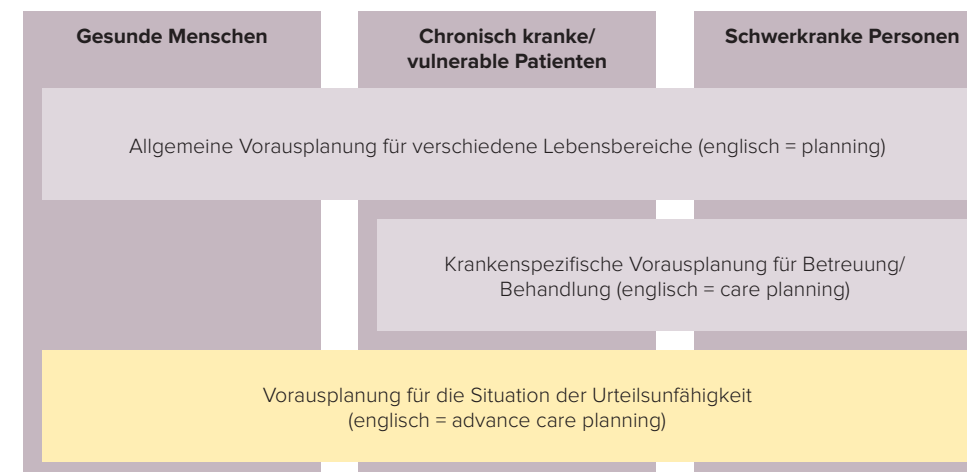 Gesunde Menschen
Chronisch kranke/
vulnerable Patienten
Schwerkranke Personen
Allgemeine Vorausplanung für verschiedene Lebensbereiche (englisch = planning)
Krankenspezifische Vorausplanung für Betreuung/
Behandlung (englisch = care planning)
Vorausplanung für die Situation der Urteilsunfähigkeit
(englisch = advance care planning)